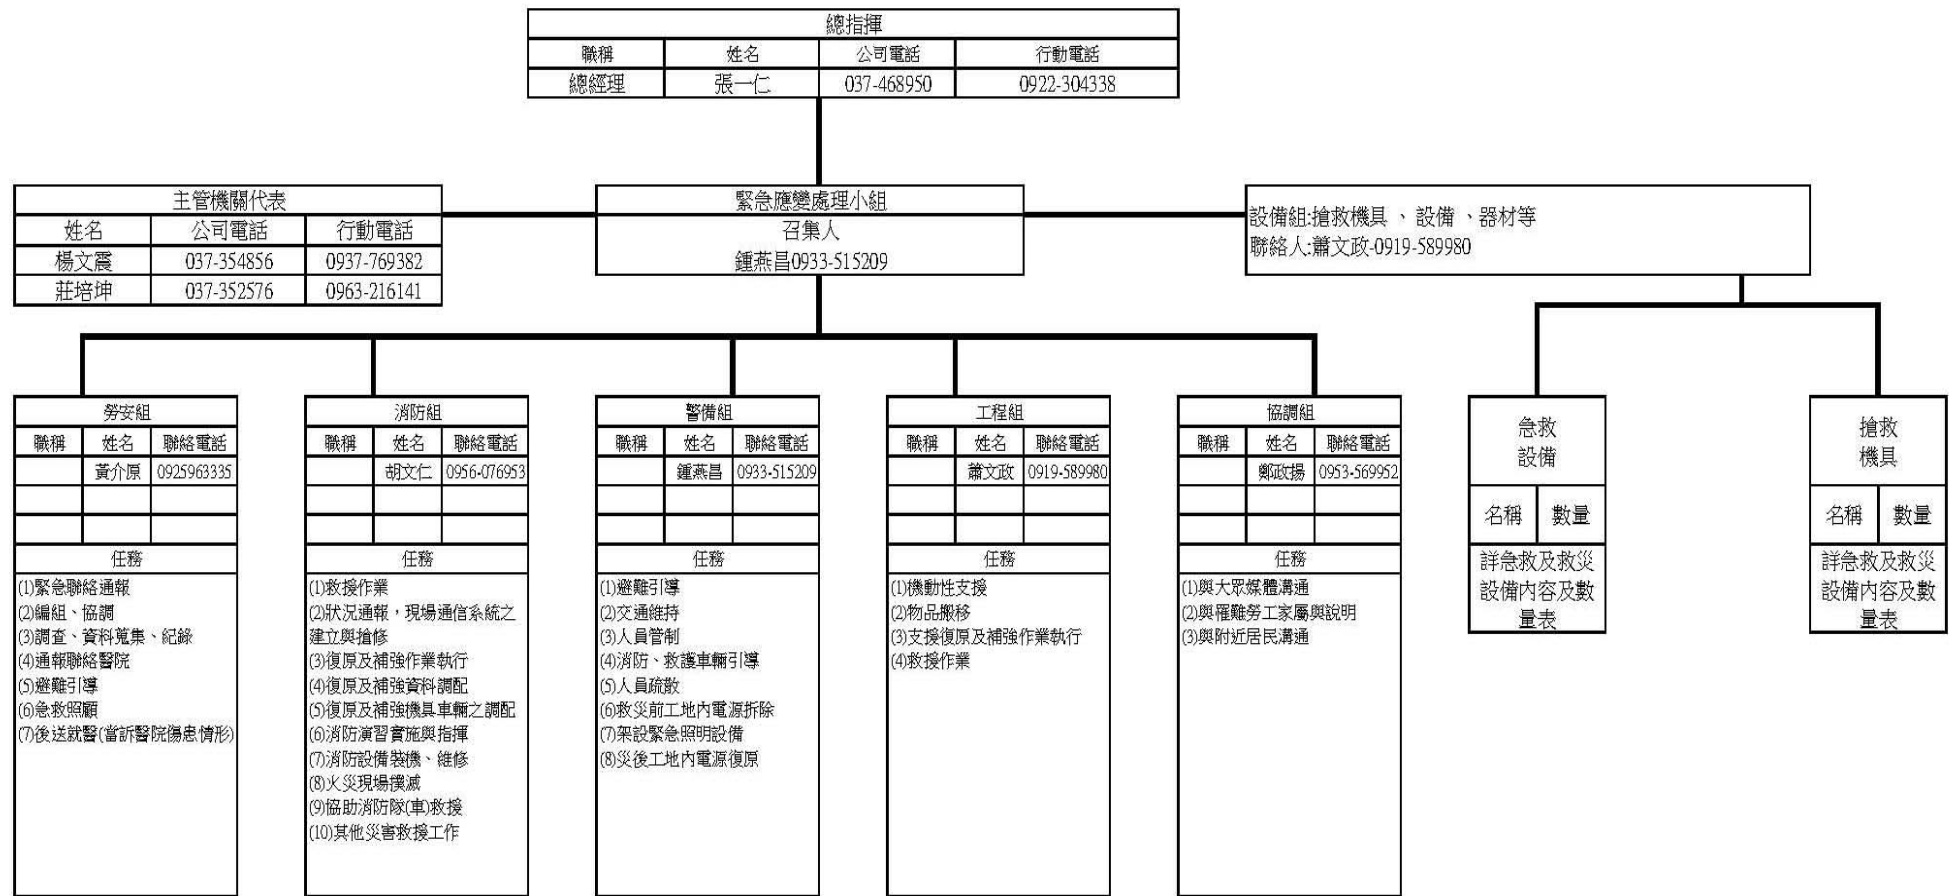 總指揮
職稱 姓名 公司電話 行動電話
總經理 張一仁 037-468950 0922-304338
主管機關代表
姓名 公司電話 行動電話
楊文震 037-354856 0937-769382
莊培坤 037-352576 0963-216141
緊急應變處理小組
召集人
鍾燕昌0933-515209
設備組:搶救機具 、 設備 、器材等
聯絡人:蕭文政-0919-589980
勞安組
職稱 姓名 聯絡電話
黃介原 0925963335
任務
(1)緊急聯絡通報
(2)編組、協調
(3)調查、資料蒐集、紀錄
(4)通報聯絡醫院
(5)避難引導
(6)急救照顧
(7)後送就醫(當訴醫院傷患情形)
消防組
職稱 姓名 聯絡電話
胡文仁 0956-076953
任務
(1)救援作業
(2)狀況通報，現場通信系統之
建立與搶修
(3)復原及補強作業執行
(4)復原及補強資料調配
(5)復原及補強機具車輛之調配
(6)消防演習實施與指揮
(7)消防設備裝機、維修
(8)火災現場撲滅
(9)協助消防隊(車)救援
(10)其他災害救援工作
警備組
職稱 姓名 聯絡電話
鍾燕昌 0933-515209
任務
(1)避難引導
(2)交通維持
(3)人員管制
(4)消防、救護車輛引導
(5)人員疏散
(6)救災前工地內電源拆除
(7)架設緊急照明設備
(8)災後工地內電源復原
工程組
職稱 姓名 聯絡電話
蕭文政 0919-589980
任務
(1)機動性支援
(2)物品搬移
(3)支援復原及補強作業執行
(4)救援作業
協調組
職稱 姓名 聯絡電話
鄭政揚 0953-569952
任務
(1)與大眾媒體溝通
(2)與罹難勞工家屬與說明
(3)與附近居民溝通
急救
設備
名稱 數量
詳急救及救災
設備內容及數
量表
搶救
機具
名稱 數量
詳急救及救災
設備內容及數
量表